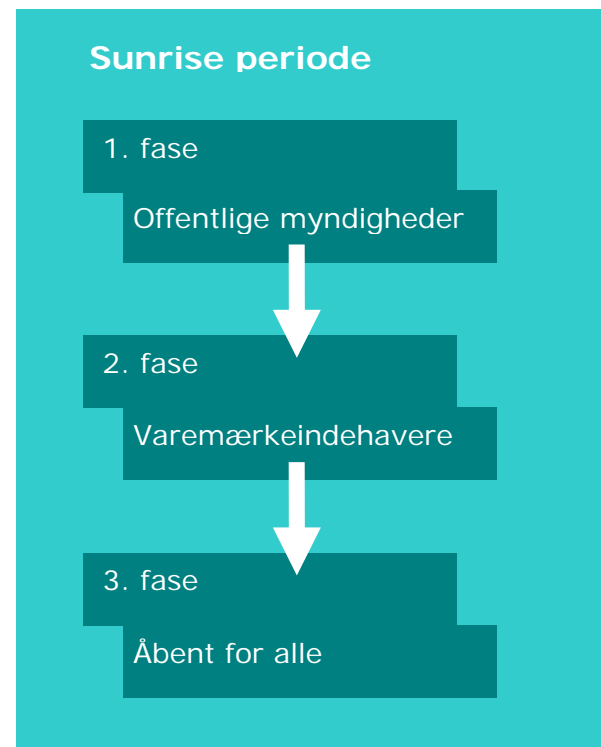 Sunrise periode
1. fase
Offentlige myndigheder
2. fase
Varemærkeindehavere
3. fase
Åbent for alle